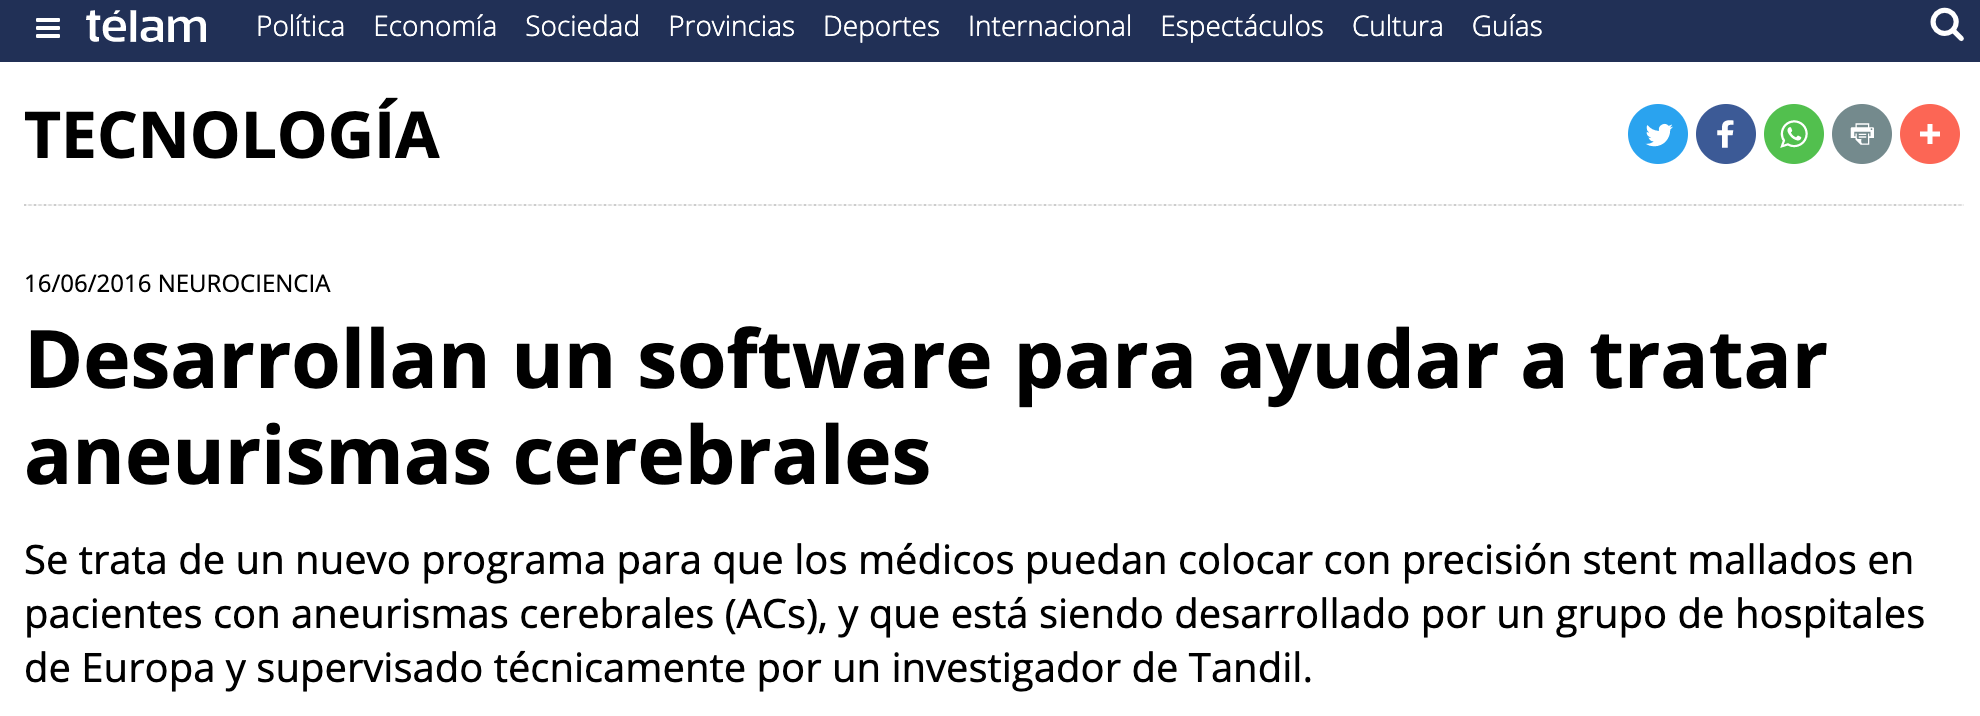 télam Política Economía Sociedad Provincias Deportes Internacional Espectáculos Cultura Guías
TECNOLOGÍA
16/06/2016 NEUROCIENCIA
Desarrollan un software para ayudar a tratar
aneurismas cerebrales
Se trata de un nuevo programa para que los médicos puedan colocar con precisión stent mallados en
pacientes con aneurismas cerebrales (ACs), y que está siendo desarrollado por un grupo de hospitales
de Europa y supervisado técnicamente por un investigador de Tandil.